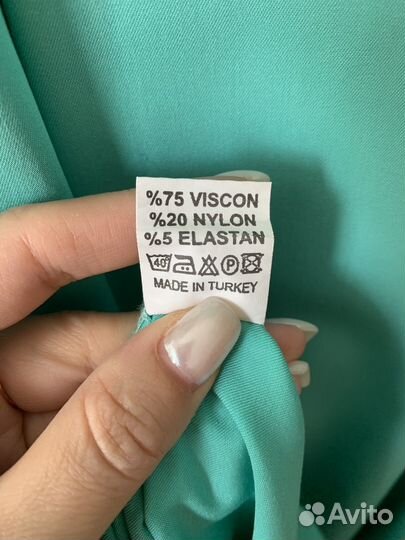 %75 VISCON
%20 NYLON
%5 ELASTAN
40 P
MADE IN TURKEY
Avito